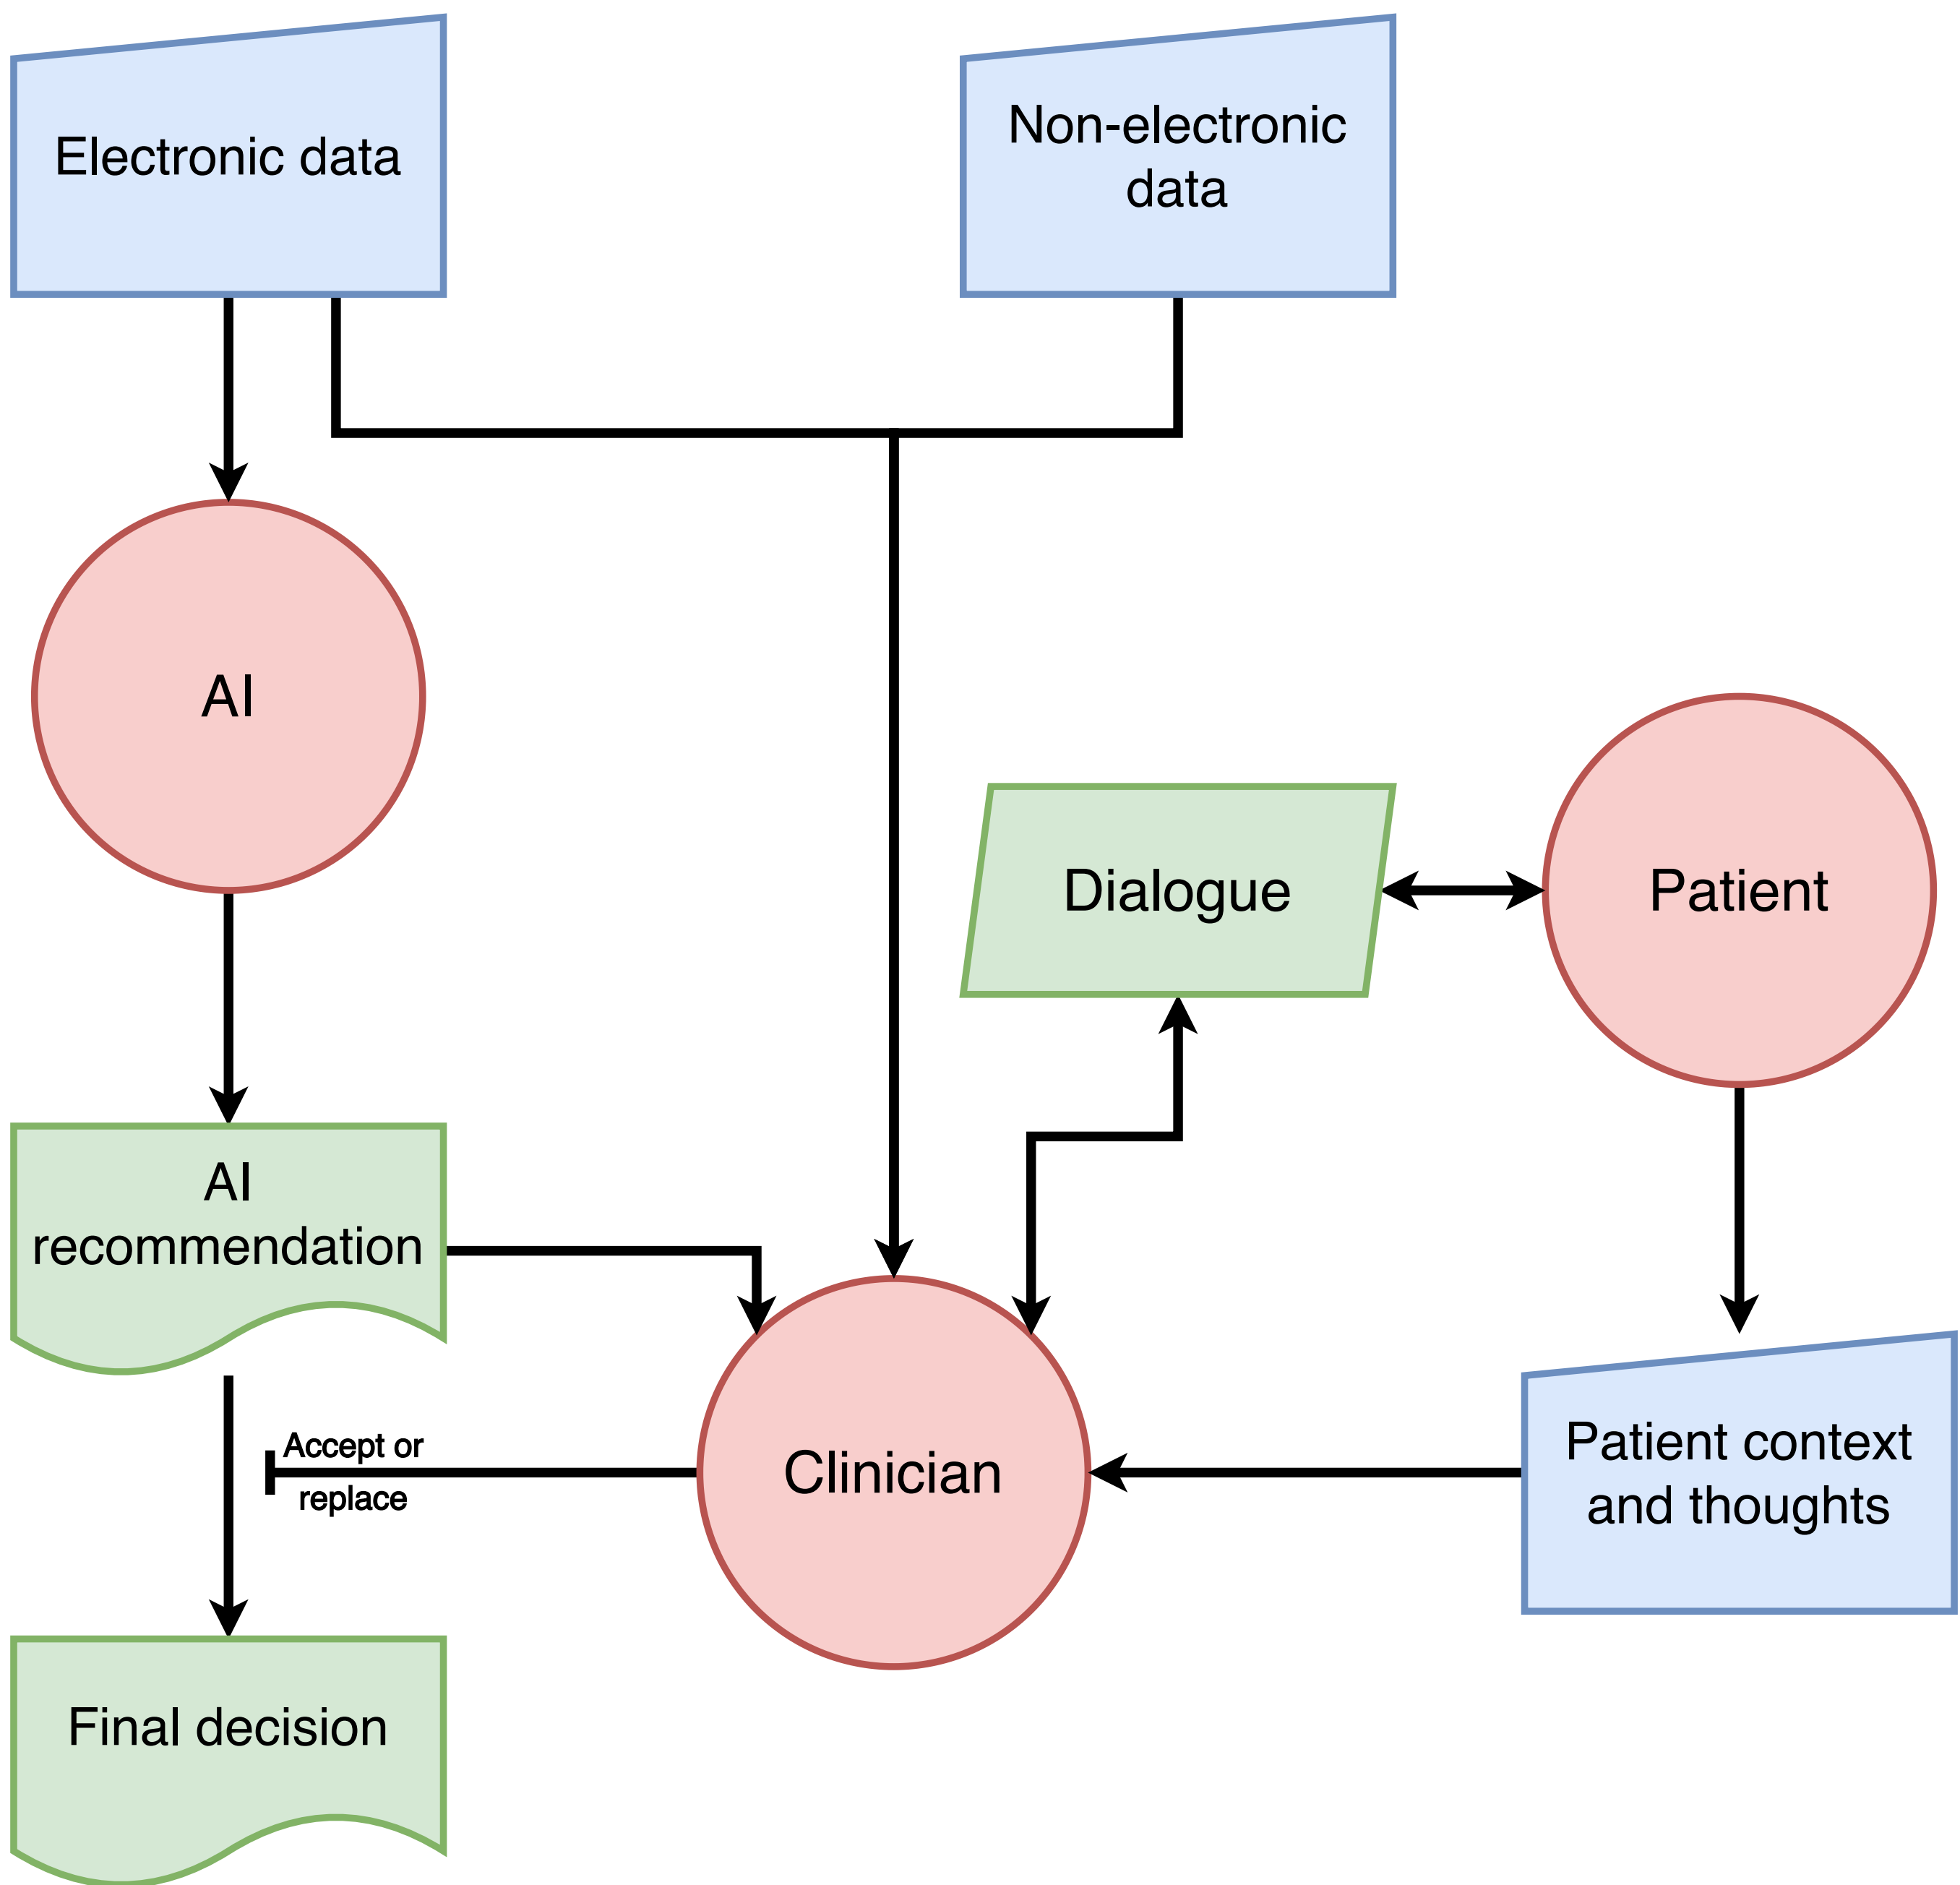 Electronic data
Non-electronic
data
AI
Dialogue
Patient
AI
recommendation
Accept or
replace
Clinician
Patient context
and thoughts
Final decision